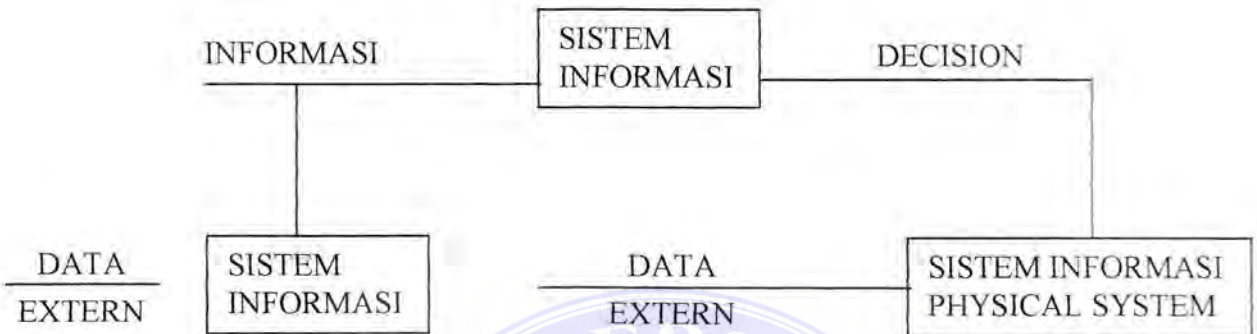 INFORMASI
SISTEM
INFORMASI
DECISION
DATA
EXTERN
SISTEM
INFORMASI
DATA
EXTERN
SISTEM INFORMASI
PHYSICAL SYSTEM